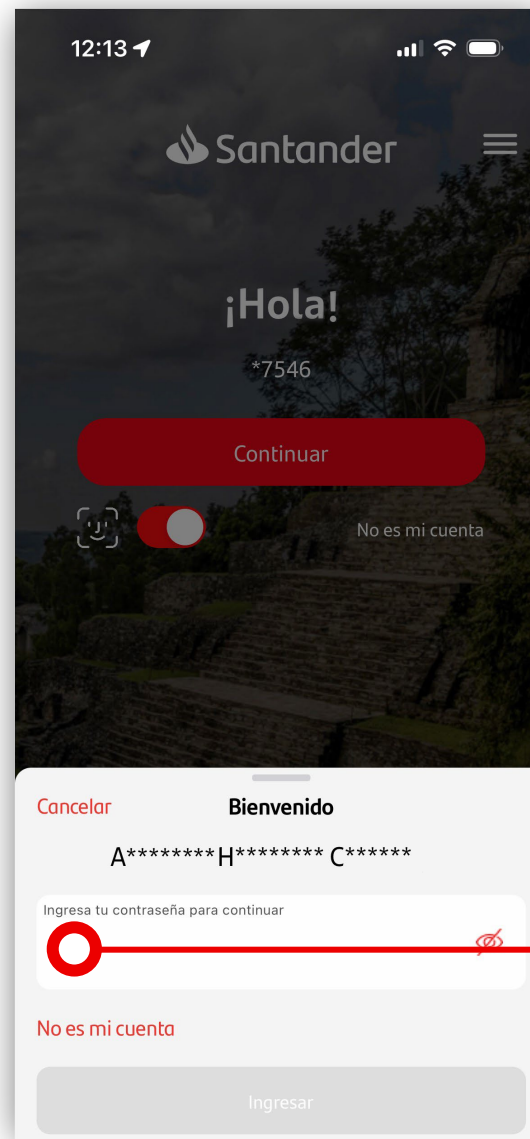 12:13
Santander
¡Hola!
*7546
Continuar
No es mi cuenta
Cancelar
Bienvenido
A******** H******** C******
Ingresa tu contraseña para continuar
No es mi cuenta
Ingresar